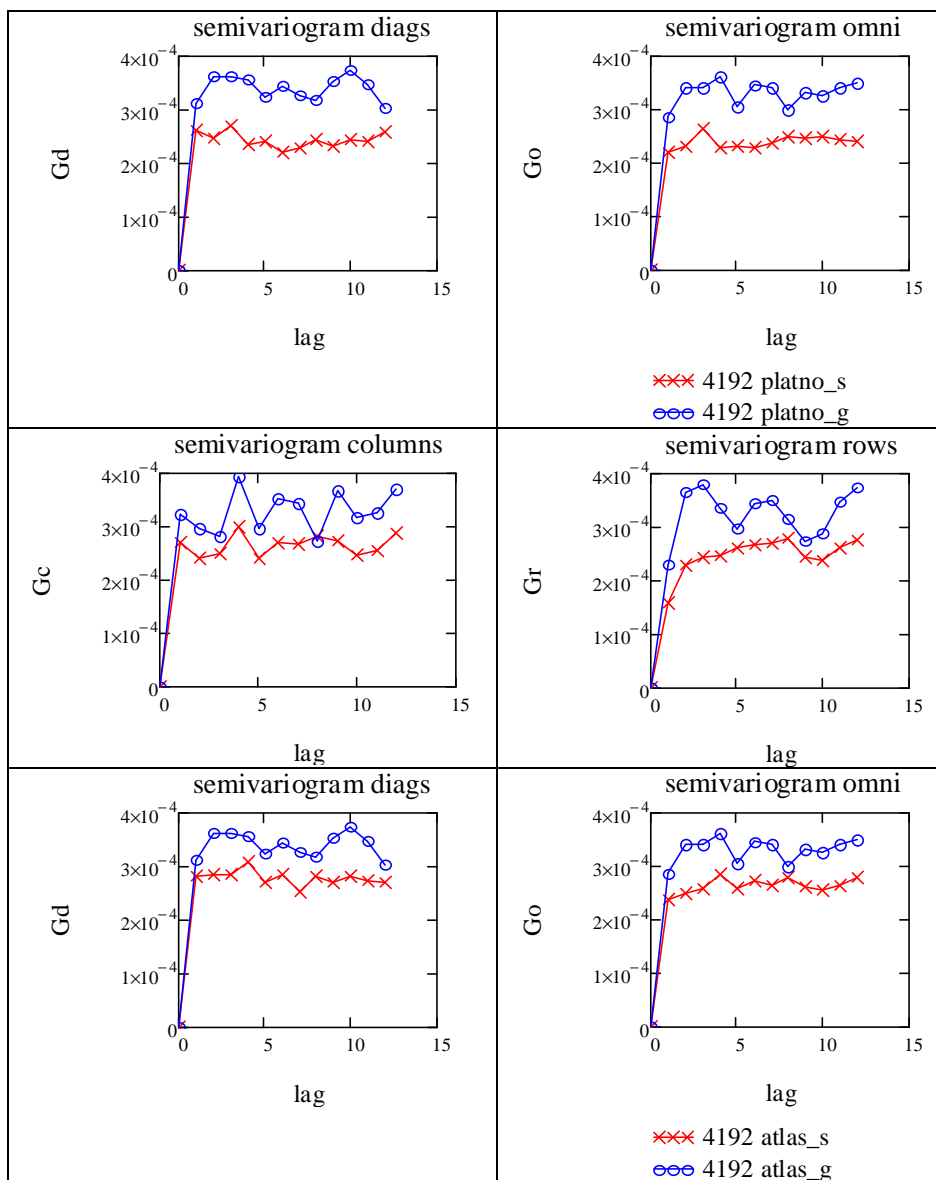 semivariogram diags
4×10⁻⁴
3×10⁻⁴
2×10⁻⁴
1×10⁻⁴
0
0 5 10 15
Gd
lag
semivariogram omni
4×10⁻⁴
3×10⁻⁴
2×10⁻⁴
1×10⁻⁴
0
0 5 10 15
Go
lag
4192 platno_s
4192 platno_g
semivariogram columns
4×10⁻⁴
3×10⁻⁴
2×10⁻⁴
1×10⁻⁴
0
0 5 10 15
Gc
lag
semivariogram rows
4×10⁻⁴
3×10⁻⁴
2×10⁻⁴
1×10⁻⁴
0
0 5 10 15
Gr
lag
semivariogram diags
4×10⁻⁴
3×10⁻⁴
2×10⁻⁴
1×10⁻⁴
0
0 5 10 15
Gd
lag
semivariogram omni
4×10⁻⁴
3×10⁻⁴
2×10⁻⁴
1×10⁻⁴
0
0 5 10 15
Go
lag
4192 atlas_s
4192 atlas_g